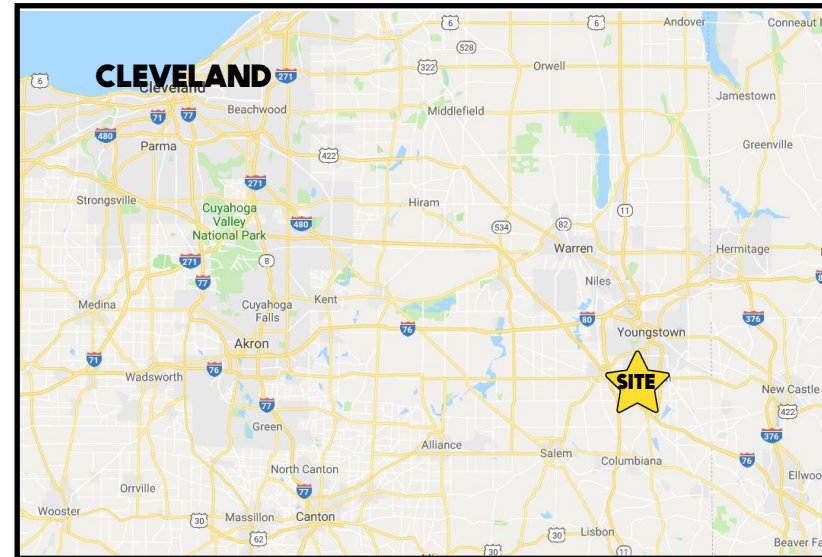 6
6
Andover
Conneaut L
528
CLEVELAND
271
322
Orwell
6
Cleveland
Jamestown
71
77
Beachwood
Middlefield
480
Parma
422
Greenville
271
Strongsville
Cuyahoga
Valley
National Park
Hiram
11
480
534
82
Warren
Hermitage
271
8
77
Niles
8
Medina
Cuyahoga
Falls
Kent
80
376
76
Youngstown
Akron
71
76
Wadsworth
SITE
New Castle
77
422
Green
376
Alliance
Salem
Columbiana
76
North Canton
Ellwoo
77
Orrville
Wooster
30
Massillon
Canton
62
30
Lisbon
30
11
Beaver Fa